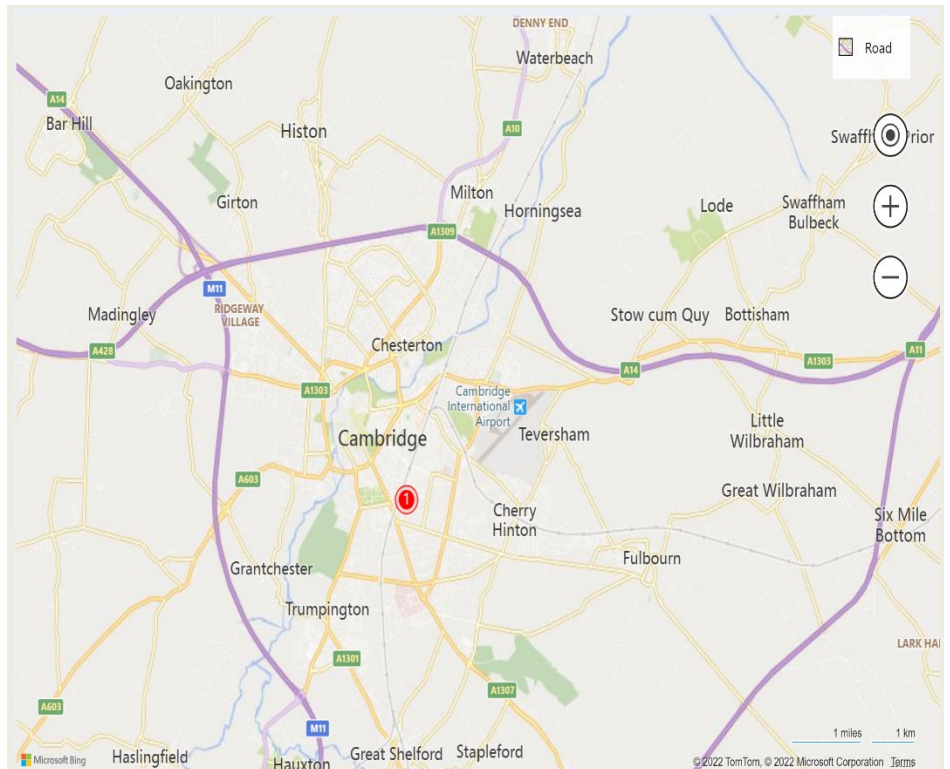 DENNY END
Waterbeach
Road
Oakington
A14
Bar Hill
A10
Histon
Swaffh
Prior
Milton
Girton
Horningsea
Lode
Swaffham
Bulbeck
A1309
M11
Madingley
RIDGEWAY
VILLAGE
Stow cum Quy
Bottisham
Chesterton
A428
A11
A1303
A14
A1303
Cambridge
International
Airport
Cambridge
Teversham
Little
Wilbraham
A603
Great Wilbraham
1
Cherry
Hinton
Six Mile
Bottom
Fulbourn
Grantchester
Trumpington
LARK HA
A1301
A1307
A603
M11
1 miles
1 km
Microsoft Bing
Haslingfield
Hauxton
Great Shelford
Stapleford
© 2022 TomTom, © 2022 Microsoft Corporation Terms